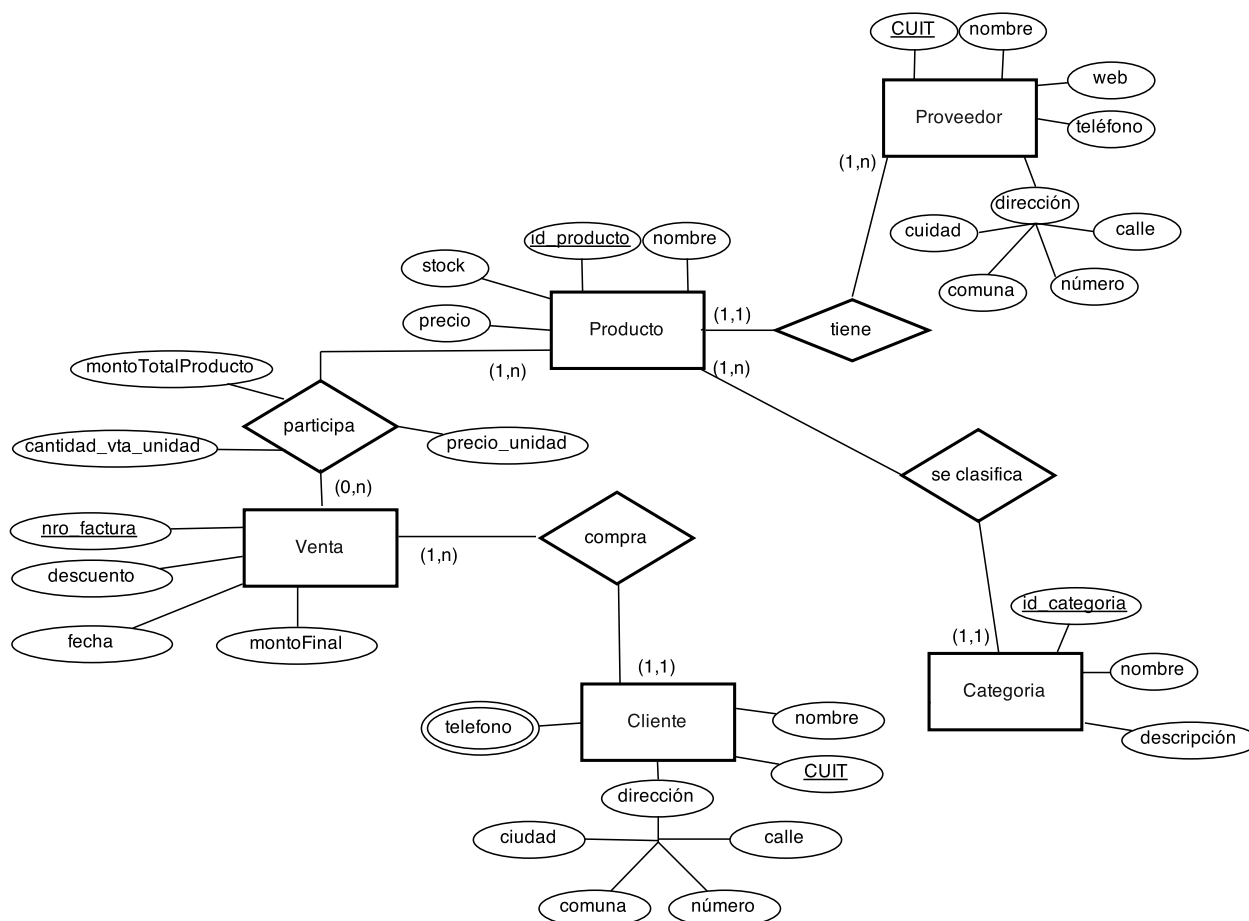 CUIT
nombre
web
Proveedor
teléfono
(1,n)
dirección
cuidad
calle
comuna
número
id_producto
nombre
stock
precio
Producto
(1,1)
tiene
(1,n)
(1,n)
montoTotalProducto
participa
cantidad_vta_unidad
precio_unidad
se clasifica
(0,n)
nro_factura
Venta
(1,n)
compra
descuento
fecha
montoFinal
id_categoria
(1,1)
(1,1)
nombre
Categoria
descripción
telefono
Cliente
nombre
CUIT
dirección
ciudad
calle
comuna
número